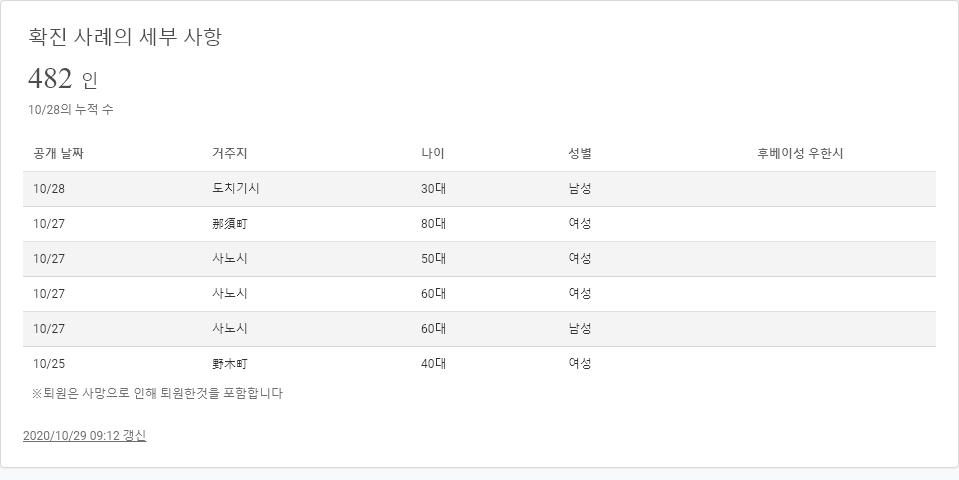 확진 사례의 세부 사항
482 인
10/28의 누적 수
공개 날짜 거주지 나이 성별 후베이성 우한시
10/28 도치기시 30대 남성
10/27 那須町 80대 여성
10/27 사노시 50대 여성
10/27 사노시 60대 여성
10/27 사노시 60대 남성
10/25 野木町 40대 여성
※퇴원은 사망으로 인해 퇴원한것을 포함합니다
2020/10/29 09:12 갱신